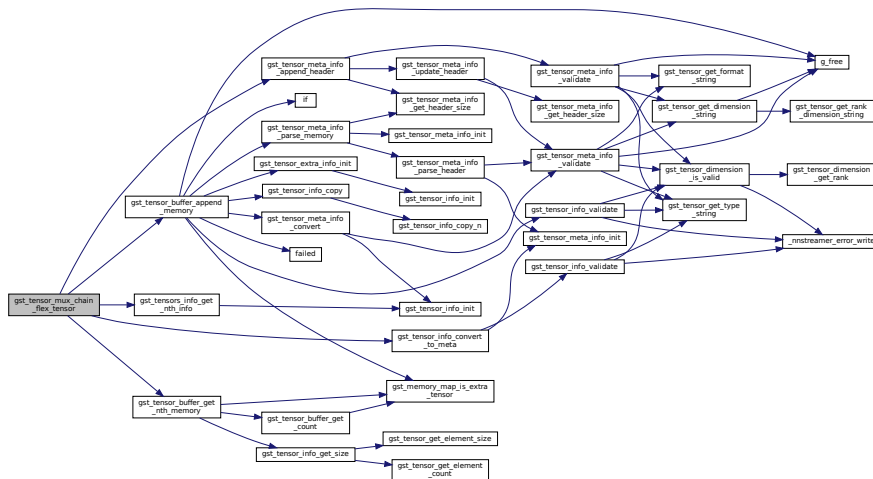 gst_tensor_mux_chain
_flex_tensor
gst_tensor_buffer_append
_memory
gst_tensors_info_get
_nth_info
gst_tensor_buffer_get
_nth_memory
gst_tensor_meta_info
_append_header
if
gst_tensor_meta_info
_parse_memory
gst_tensor_extra_info_init
gst_tensor_info_copy
gst_tensor_meta_info
_convert
failed
gst_tensor_buffer_get
_count
gst_tensor_info_get_size
gst_tensor_meta_info
_update_header
gst_tensor_meta_info
_get_header_size
gst_tensor_meta_info_init
gst_tensor_meta_info
_parse_header
gst_tensor_info_init
gst_tensor_info_copy_n
gst_tensor_info_init
gst_tensor_info_convert
_to_meta
gst_memory_map_is_extra
_tensor
gst_tensor_get_element_size
gst_tensor_get_element
_count
gst_tensor_meta_info
_validate
gst_tensor_meta_info
_get_header_size
gst_tensor_meta_info
_validate
gst_tensor_info_validate
gst_tensor_meta_info_init
gst_tensor_info_validate
gst_tensor_get_format
_string
gst_tensor_get_dimension
_string
gst_tensor_dimension
_is_valid
gst_tensor_get_type
_string
g_free
gst_tensor_get_rank
_dimension_string
gst_tensor_dimension
_get_rank
_nnstreamer_error_write